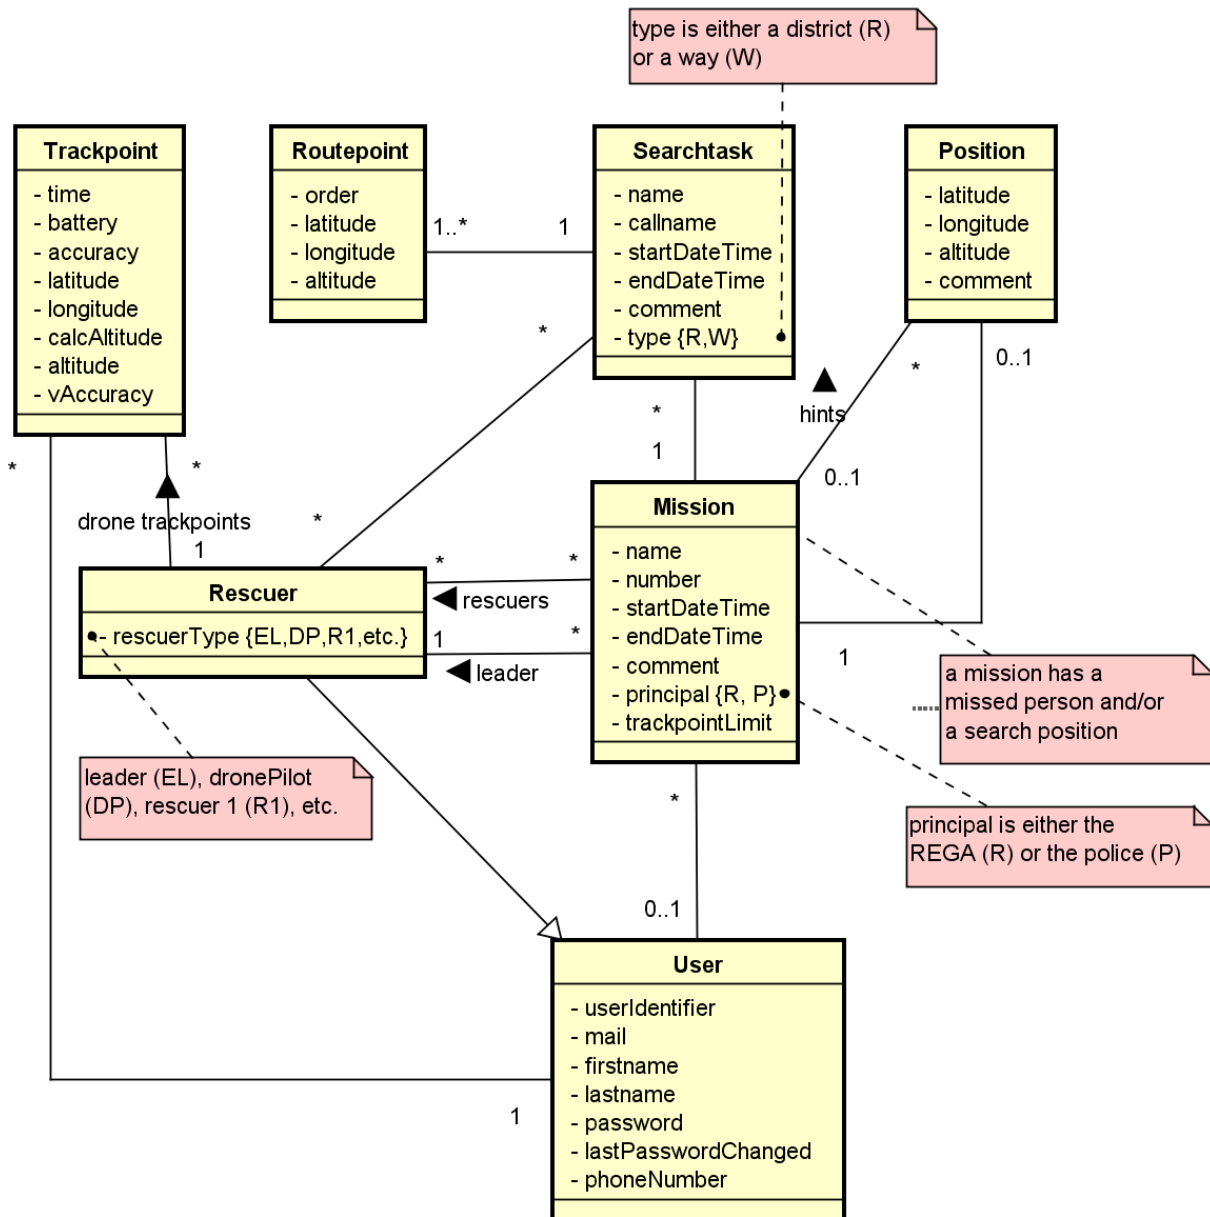 type is either a district (R)
or a way (W)
Trackpoint
- time
- battery
- accuracy
- latitude
- longitude
- calcAltitude
- altitude
- vAccuracy
Routepoint
- order
- latitude
- longitude
- altitude
Searchtask
- name
- callname
- startDateTime
- endDateTime
- comment
- type {R,W}
Position
- latitude
- longitude
- altitude
- comment
1..*
1
*
*
0..1
hints
*
1
0..1
*
*
drone trackpoints
1
*
Rescuer
- rescuerType {EL,DP,R1,etc.}
*
*
rescuers
1
*
leader
Mission
- name
- number
- startDateTime
- endDateTime
- comment
- principal {R, P}
- trackpointLimit
1
a mission has a
missed person and/or
a search position
leader (EL), dronePilot
(DP), rescuer 1 (R1), etc.
principal is either the
REGA (R) or the police (P)
*
0..1
User
- userIdentifier
- mail
- firstname
- lastname
- password
- lastPasswordChanged
- phoneNumber
1